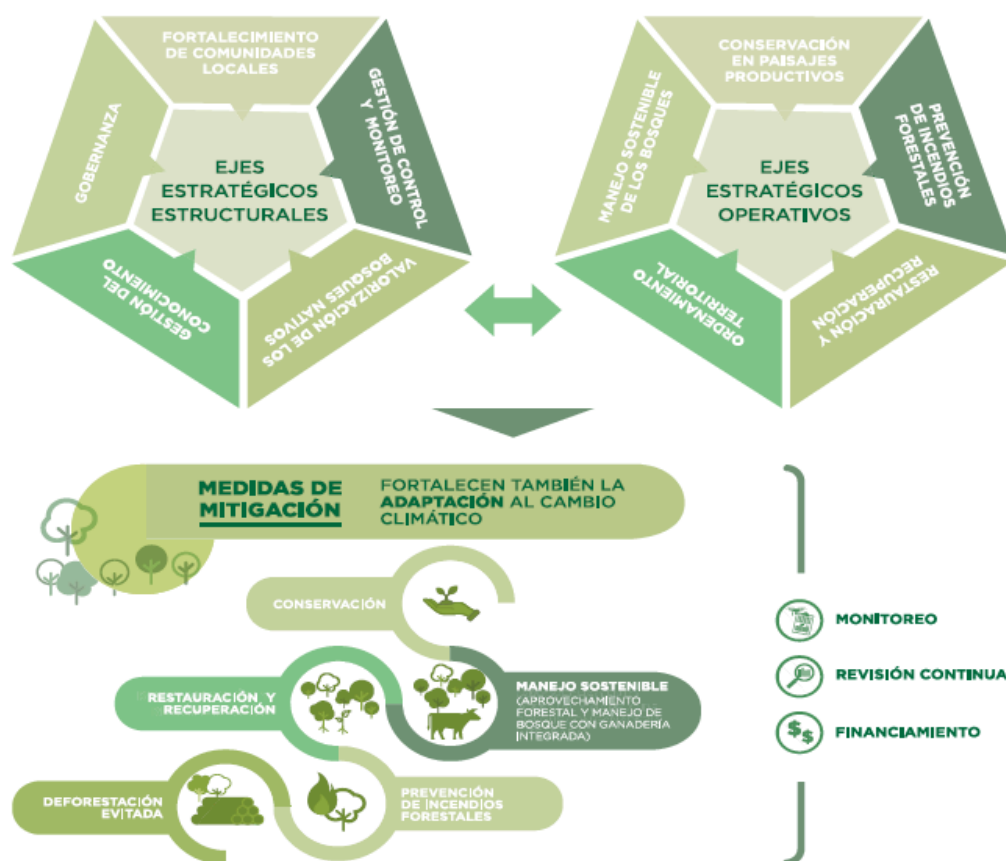 FORTALECIMIENTO
DE COMUNIDADES
LOCALES
GESTIÓN DE CONTROL
Y MONITOREO
VALORIZACIÓN DE LOS
BOSQUES NATIVOS
GESTIÓN DEL
CONOCIMIENTO
GOBERNANZA
EJES
ESTRATÉGICOS
ESTRUCTURALES
CONSERVACIÓN
EN PAISAJES
PRODUCTIVOS
PREVENCIÓN
DE INCENDIOS
FORESTALES
RESTAURACIÓN Y
RECUPERACIÓN
ORDENAMIENTO
TERRITORIAL
MANEJO SOSTENIBLE
DE LOS BOSQUES
EJES
ESTRATÉGICOS
OPERATIVOS
MEDIDAS DE
MITIGACIÓN
FORTALECEN TAMBIÉN LA
ADAPTACIÓN AL CAMBIO
CLIMÁTICO
CONSERVACIÓN
RESTAURACIÓN Y
RECUPERACIÓN
MANEJO SOSTENIBLE
(APROVECHAMIENTO
FORESTAL Y MANEJO DE
BOSQUE CON GANADERÍA
INTEGRADA)
DEFORESTACIÓN
EVITADA
PREVENCIÓN
DE INCENDIOS
FORESTALES
MONITOREO
REVISIÓN CONTINUA
$$ FINANCIAMIENTO